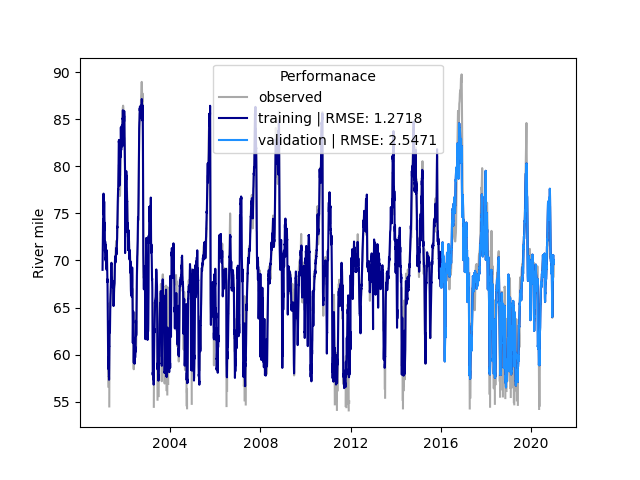 Performanace
observed
training | RMSE: 1.2718
validation | RMSE: 2.5471
River mile
90
85
80
75
70
65
60
55
2004
2008
2012
2016
2020